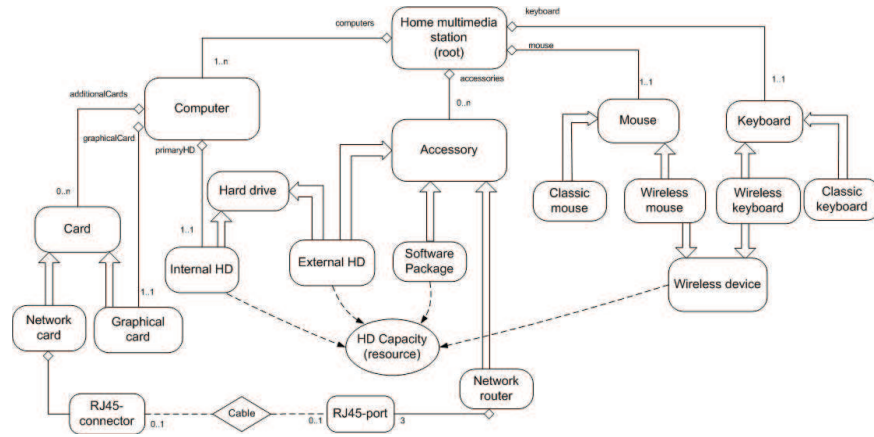 keyboard
Home multimedia
station
(root)
computers
mouse
accessories
1..n
1..1
1..1
additionalCards
Computer
0..n
graphicalCard
primaryHD
Accessory
Mouse
Keyboard
Hard drive
Classic
mouse
Wireless
mouse
Wireless
keyboard
Classic
keyboard
0..n
Card
1..1
Internal HD
External HD
Software
Package
Wireless device
1..1
Network
card
Graphical
card
HD Capacity
(resource)
Network
router
RJ45-
connector
0..1
Cable
0..1
RJ45-port
3